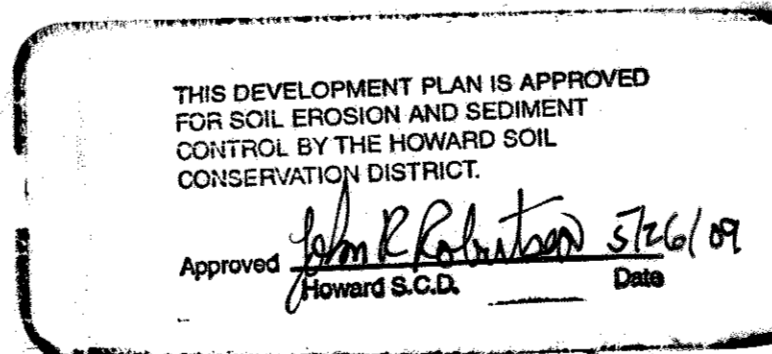 THIS DEVELOPMENT PLAN IS APPROVED
FOR SOIL EROSION AND SEDIMENT
CONTROL BY THE HOWARD SOIL
CONSERVATION DISTRICT.
Approved John R Robertson 5/26/09
Howard S.C.D. Date